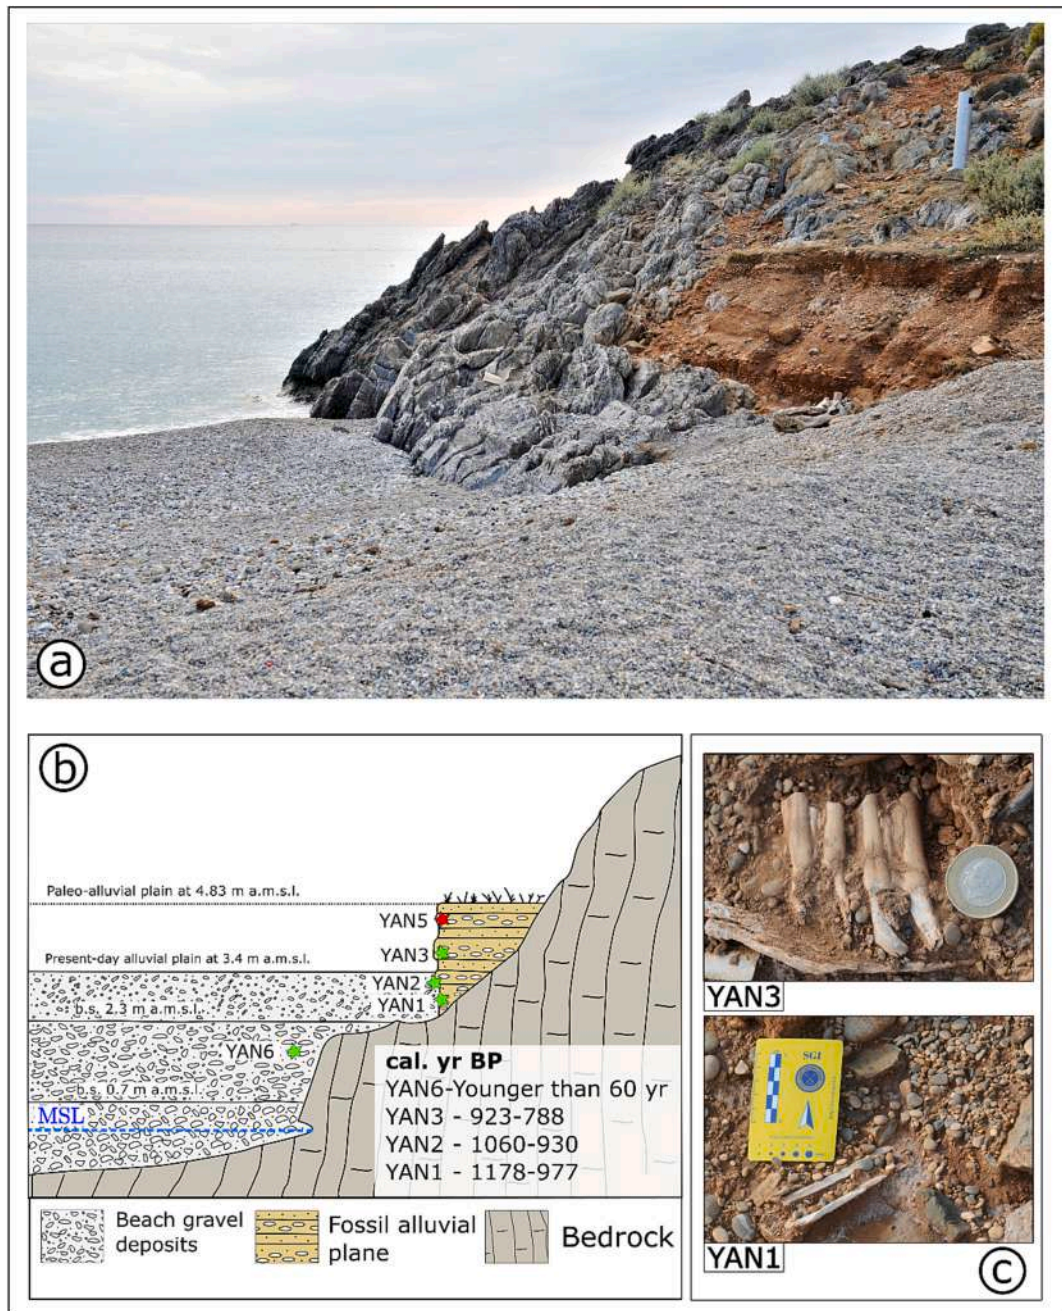 a
b
Paleo-alluvial plain at 4.83 m a.m.s.l.
YAN5
YAN3
Present-day alluvial plain at 3.4 m a.m.s.l.
YAN2
b.s. 2.3 m a.m.s.l.
YAN1
YAN6
b.s. 0.7 m a.m.s.l.
MSL
cal. yr BP
YAN6-Younger than 60 yr
YAN3 - 923-788
YAN2 - 1060-930
YAN1 - 1178-977
Beach gravel
deposits
Fossil alluvial
plane
Bedrock
YAN3
SGI
YAN1
c